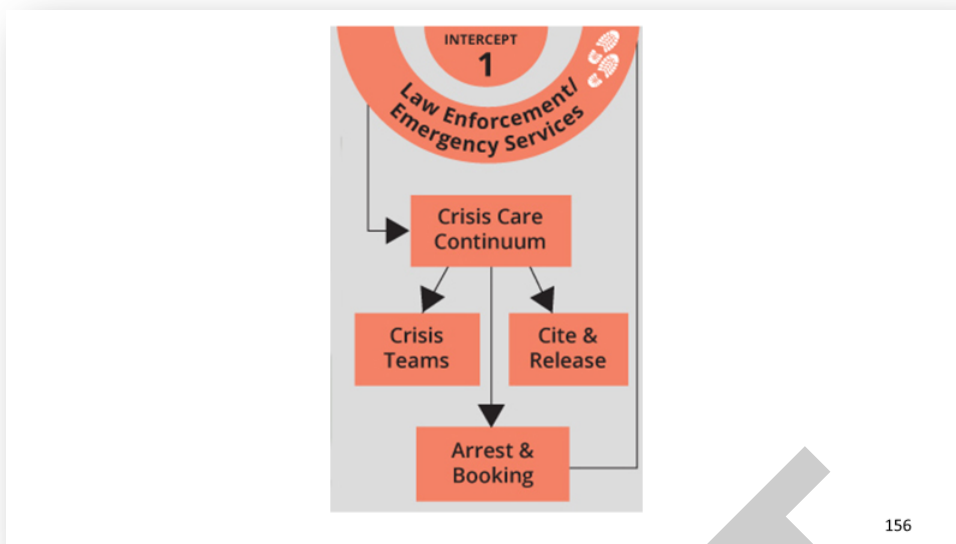 INTERCEPT
1
Law Enforcement/
Emergency Services
Crisis Care
Continuum
Crisis
Teams
Cite &
Release
Arrest &
Booking
156